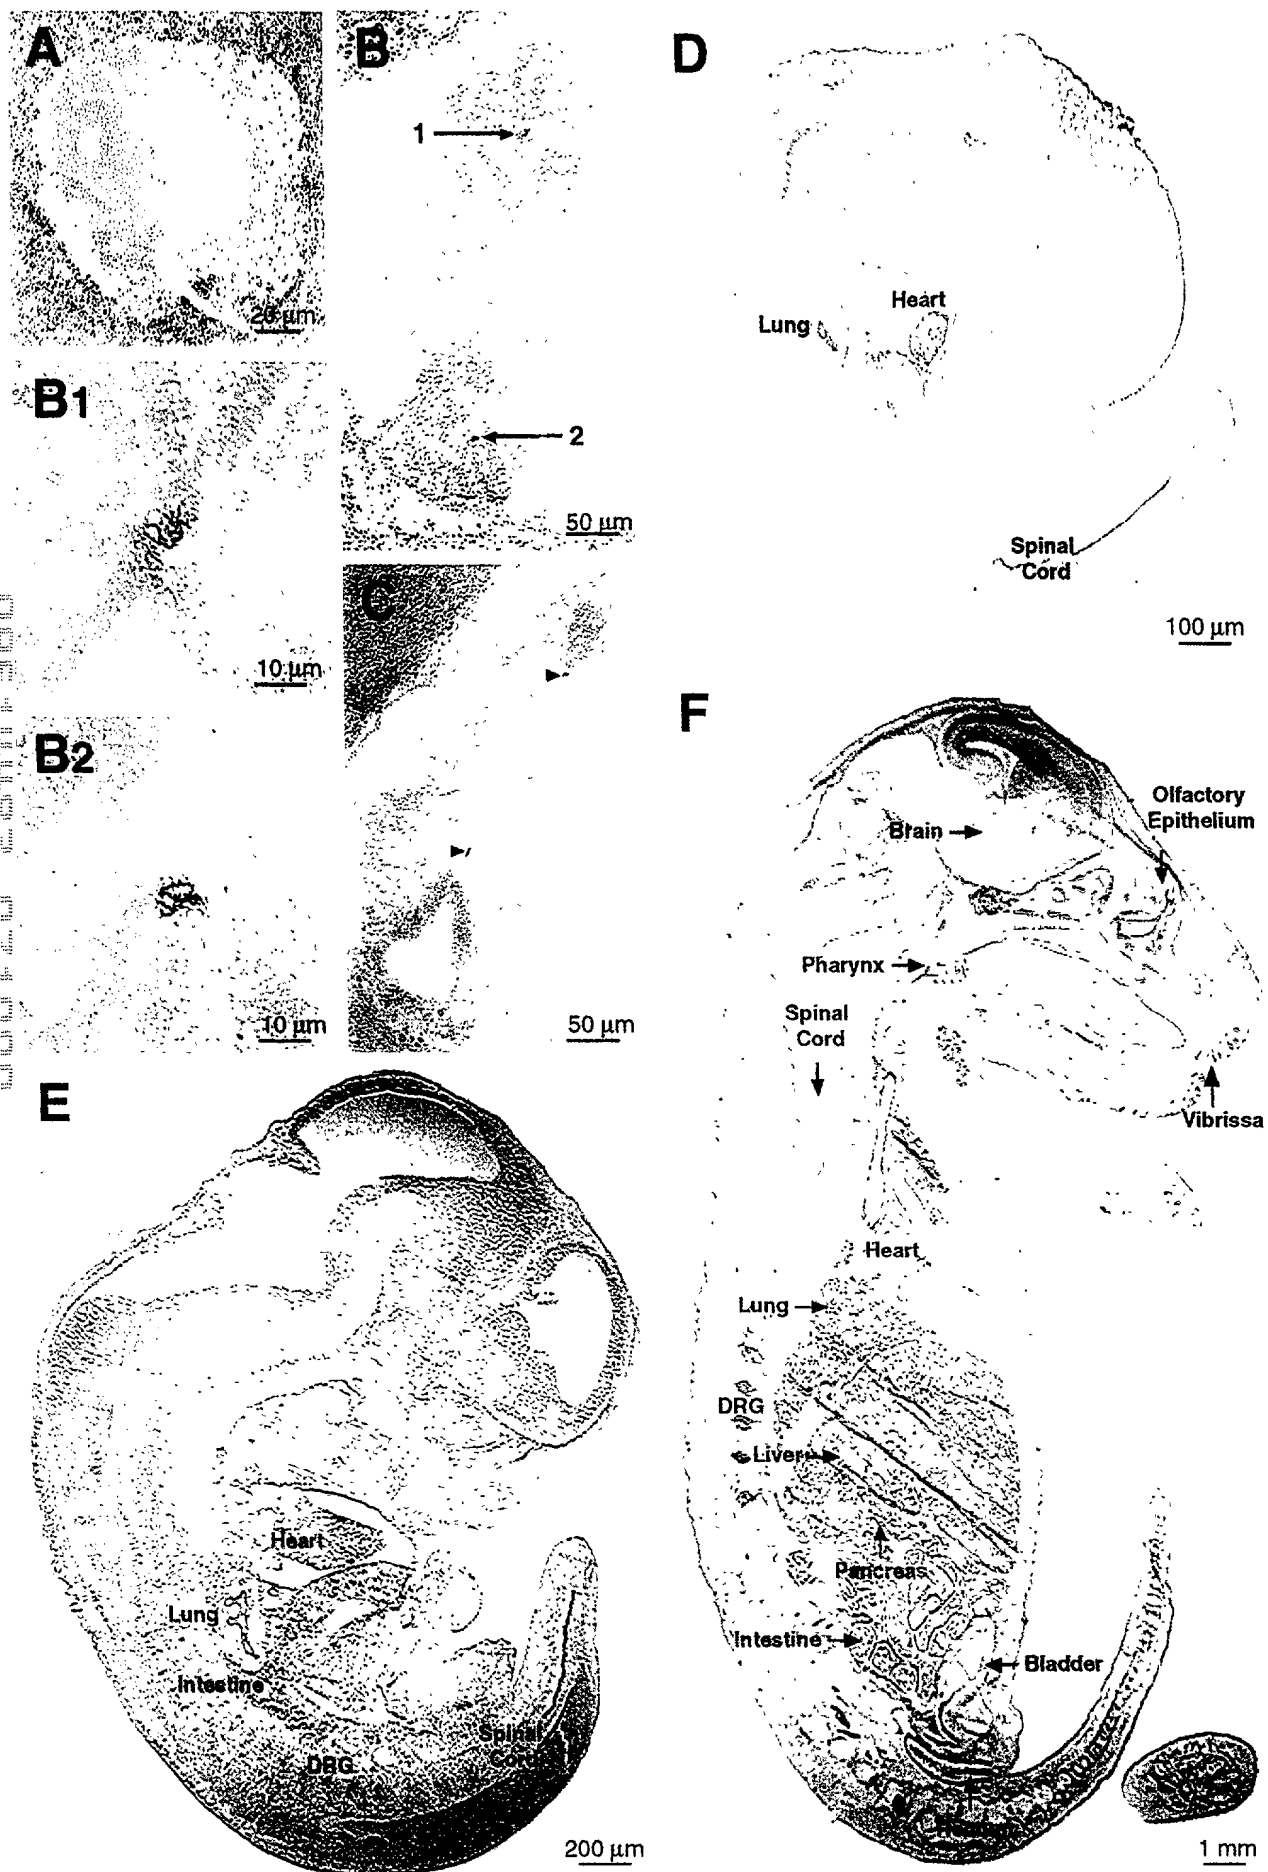 A
20 µm
B
1
2
50 µm
B1
10 µm
B2
10 µm
C
50 µm
D
Heart
Lung
Spinal
Cord
100 µm
E
Heart
Lung
Intestine
Spinal
Cord
DRG
200 µm
F
Olfactory
Epithelium
Brain
Pharynx
Spinal
Cord
Vibrissa
Heart
Lung
DRG
Liver
Pancreas
Intestine
Bladder
1 mm